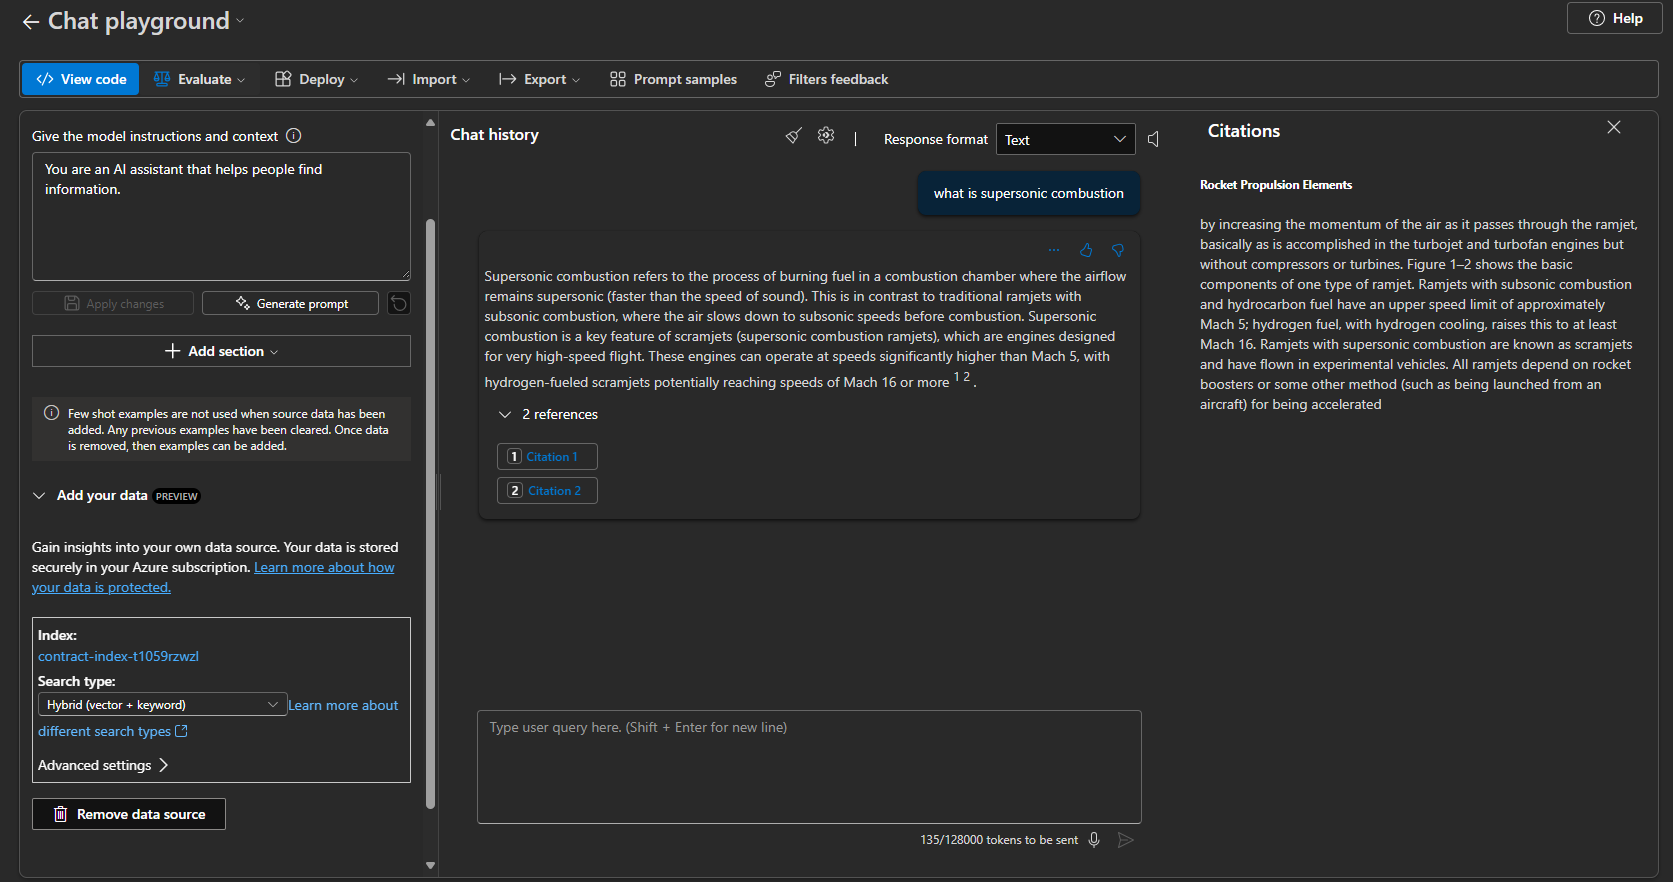 Chat playground
Help
View code
Evaluate
Deploy
Import
Export
Prompt samples
Filters feedback
Give the model instructions and context
You are an AI assistant that helps people find
information.
Apply changes
Generate prompt
Add section
Few shot examples are not used when source data has been
added. Any previous examples have been cleared. Once data
is removed, then examples can be added.
Add your data PREVIEW
Gain insights into your own data source. Your data is stored
securely in your Azure subscription. Learn more about how
your data is protected.
Index:
contract-index-t1059rzwzl
Search type:
Hybrid (vector + keyword) Learn more about
different search types
Advanced settings
Remove data source
Chat history
Response format
Text
what is supersonic combustion
Supersonic combustion refers to the process of burning fuel in a combustion chamber where the airflow
remains supersonic (faster than the speed of sound). This is in contrast to traditional ramjets with
subsonic combustion, where the air slows down to subsonic speeds before combustion. Supersonic
combustion is a key feature of scramjets (supersonic combustion ramjets), which are engines designed
for very high-speed flight. These engines can operate at speeds significantly higher than Mach 5, with
hydrogen-fueled scramjets potentially reaching speeds of Mach 16 or more 1 2 .
2 references
1 Citation 1
2 Citation 2
Type user query here. (Shift + Enter for new line)
135/128000 tokens to be sent
Citations
Rocket Propulsion Elements
by increasing the momentum of the air as it passes through the ramjet,
basically as is accomplished in the turbojet and turbofan engines but
without compressors or turbines. Figure 1–2 shows the basic
components of one type of ramjet. Ramjets with subsonic combustion
and hydrocarbon fuel have an upper speed limit of approximately
Mach 5; hydrogen fuel, with hydrogen cooling, raises this to at least
Mach 16. Ramjets with supersonic combustion are known as scramjets
and have flown in experimental vehicles. All ramjets depend on rocket
boosters or some other method (such as being launched from an
aircraft) for being accelerated